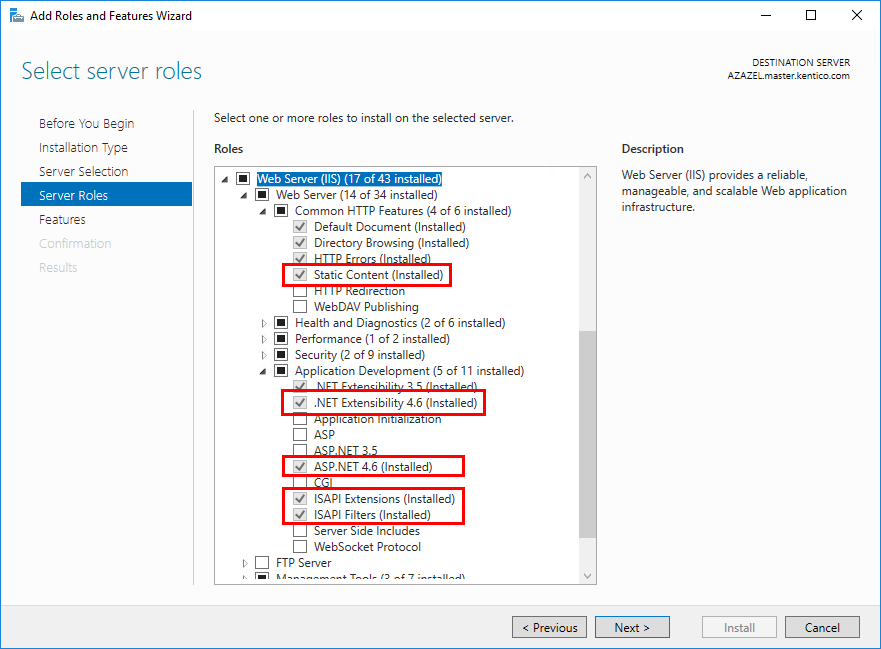 Add Roles and Features Wizard
Select server roles
DESTINATION SERVER
AZAZEL.master.kentico.com
Before You Begin
Installation Type
Server Selection
Server Roles
Features
Confirmation
Results
Select one or more roles to install on the selected server.
Roles
Web Server (IIS) (17 of 43 installed)
Web Server (14 of 34 installed)
Common HTTP Features (4 of 6 installed)
Default Document (Installed)
Directory Browsing (Installed)
HTTP Errors (Installed)
Static Content (Installed)
HTTP Redirection
WebDAV Publishing
Health and Diagnostics (2 of 6 installed)
Performance (1 of 2 installed)
Security (2 of 9 installed)
Application Development (5 of 11 installed)
.NET Extensibility 3.5 (Installed)
.NET Extensibility 4.6 (Installed)
Application Initialization
ASP
ASP.NET 3.5
ASP.NET 4.6 (Installed)
CGI
ISAPI Extensions (Installed)
ISAPI Filters (Installed)
Server Side Includes
WebSocket Protocol
FTP Server
Management Tools (3 of 7 installed)
Description
Web Server (IIS) provides a reliable,
manageable, and scalable Web application
infrastructure.
< Previous
Next >
Install
Cancel